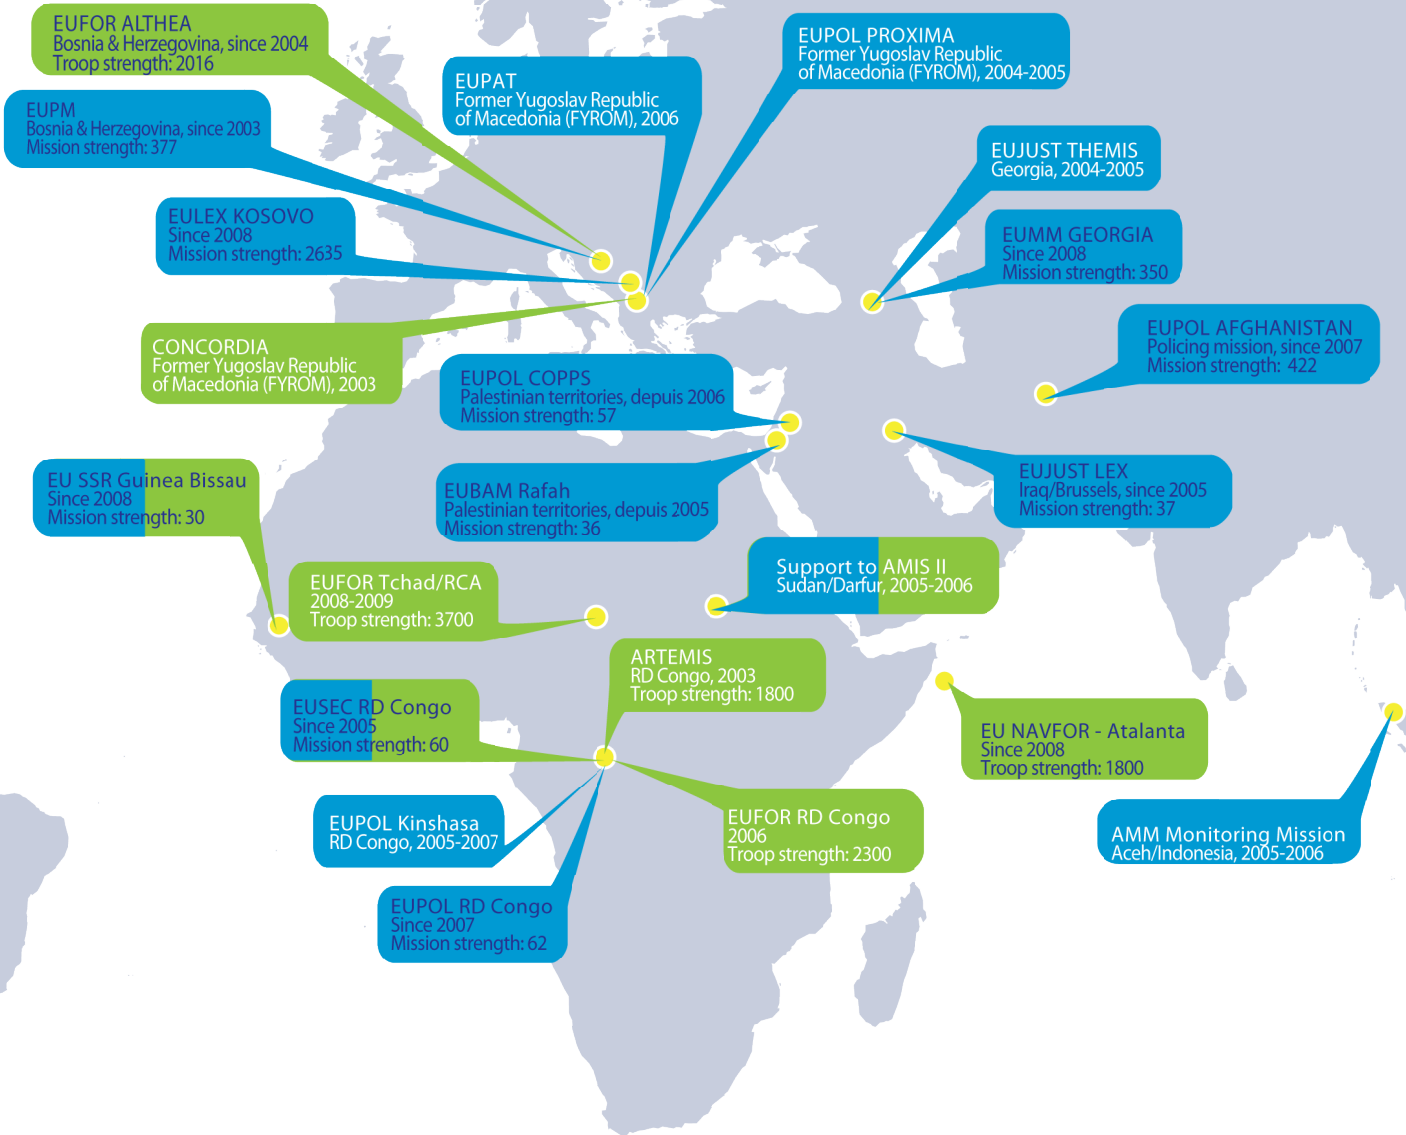 EUFOR ALTHEA
Bosnia & Herzegovina, since 2004
Troop strength: 2016
EUPOL PROXIMA
Former Yugoslav Republic
of Macedonia (FYROM), 2004-2005
EUPAT
Former Yugoslav Republic
of Macedonia (FYROM), 2006
EUPM
Bosnia & Herzegovina, since 2003
Mission strength: 377
EUJUST THEMIS
Georgia, 2004-2005
EULEX KOSOVO
Since 2008
Mission strength: 2635
EUMM GEORGIA
Since 2008
Mission strength: 350
CONCORDIA
Former Yugoslav Republic
of Macedonia (FYROM), 2003
EUPOL AFGHANISTAN
Policing mission, since 2007
Mission strength: 422
EUPOL COPPS
Palestinian territories, depuis 2006
Mission strength: 57
EU SSR Guinea Bissau
Since 2008
Mission strength: 30
EUBAM Rafah
Palestinian territories, depuis 2005
Mission strength: 36
EUJUST LEX
Iraq/Brussels, since 2005
Mission strength: 37
EUFOR Tchad/RCA
2008-2009
Troop strength: 3700
Support to AMIS II
Sudan/Darfur, 2005-2006
ARTEMIS
RD Congo, 2003
Troop strength: 1800
EUSEC RD Congo
Since 2005
Mission strength: 60
EU NAVFOR - Atalanta
Since 2008
Troop strength: 1800
EUPOL Kinshasa
RD Congo, 2005-2007
EUFOR RD Congo
2006
Troop strength: 2300
AMM Monitoring Mission
Aceh/Indonesia, 2005-2006
EUPOL RD Congo
Since 2007
Mission strength: 62